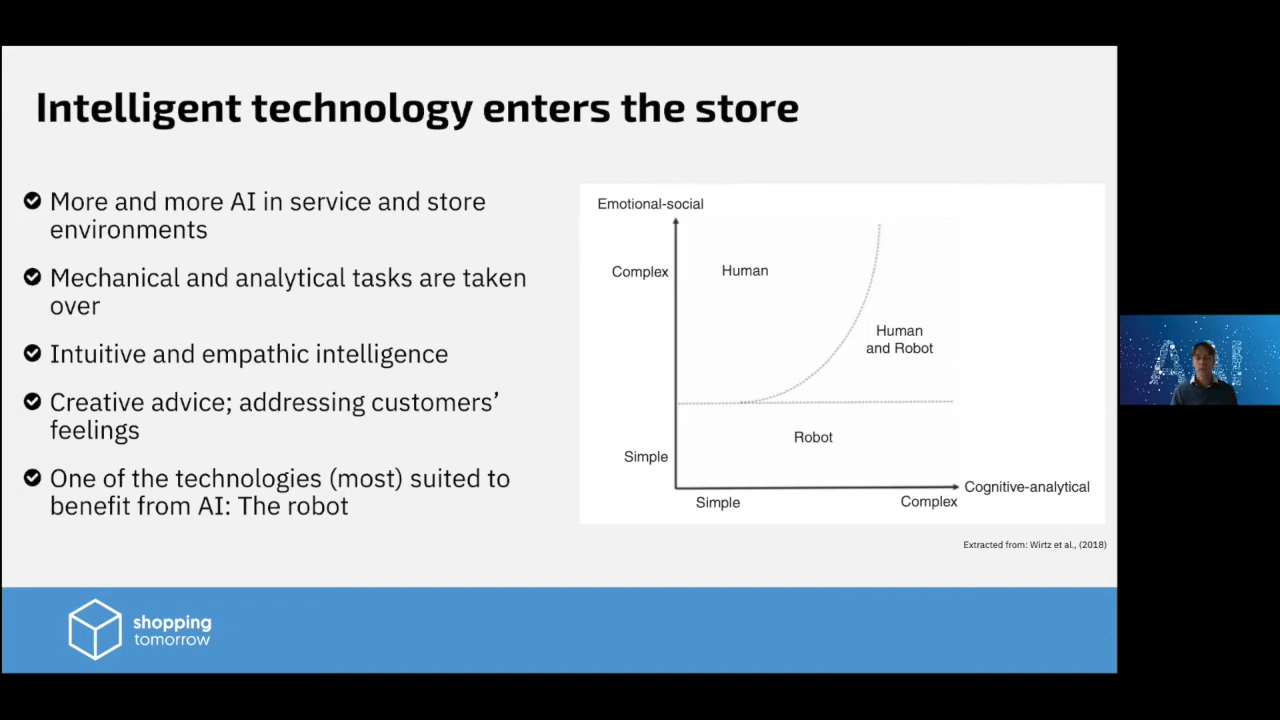 Intelligent technology enters the store
More and more AI in service and store
environments
Mechanical and analytical tasks are taken
over
Intuitive and empathic intelligence
Creative advice; addressing customers’
feelings
One of the technologies (most) suited to
benefit from AI: The robot
Emotional-social
Complex
Human
Human
and Robot
Robot
Simple
Cognitive-analytical
Simple
Complex
Extracted from: Wirtz et al., (2018)
shopping
tomorrow
AI